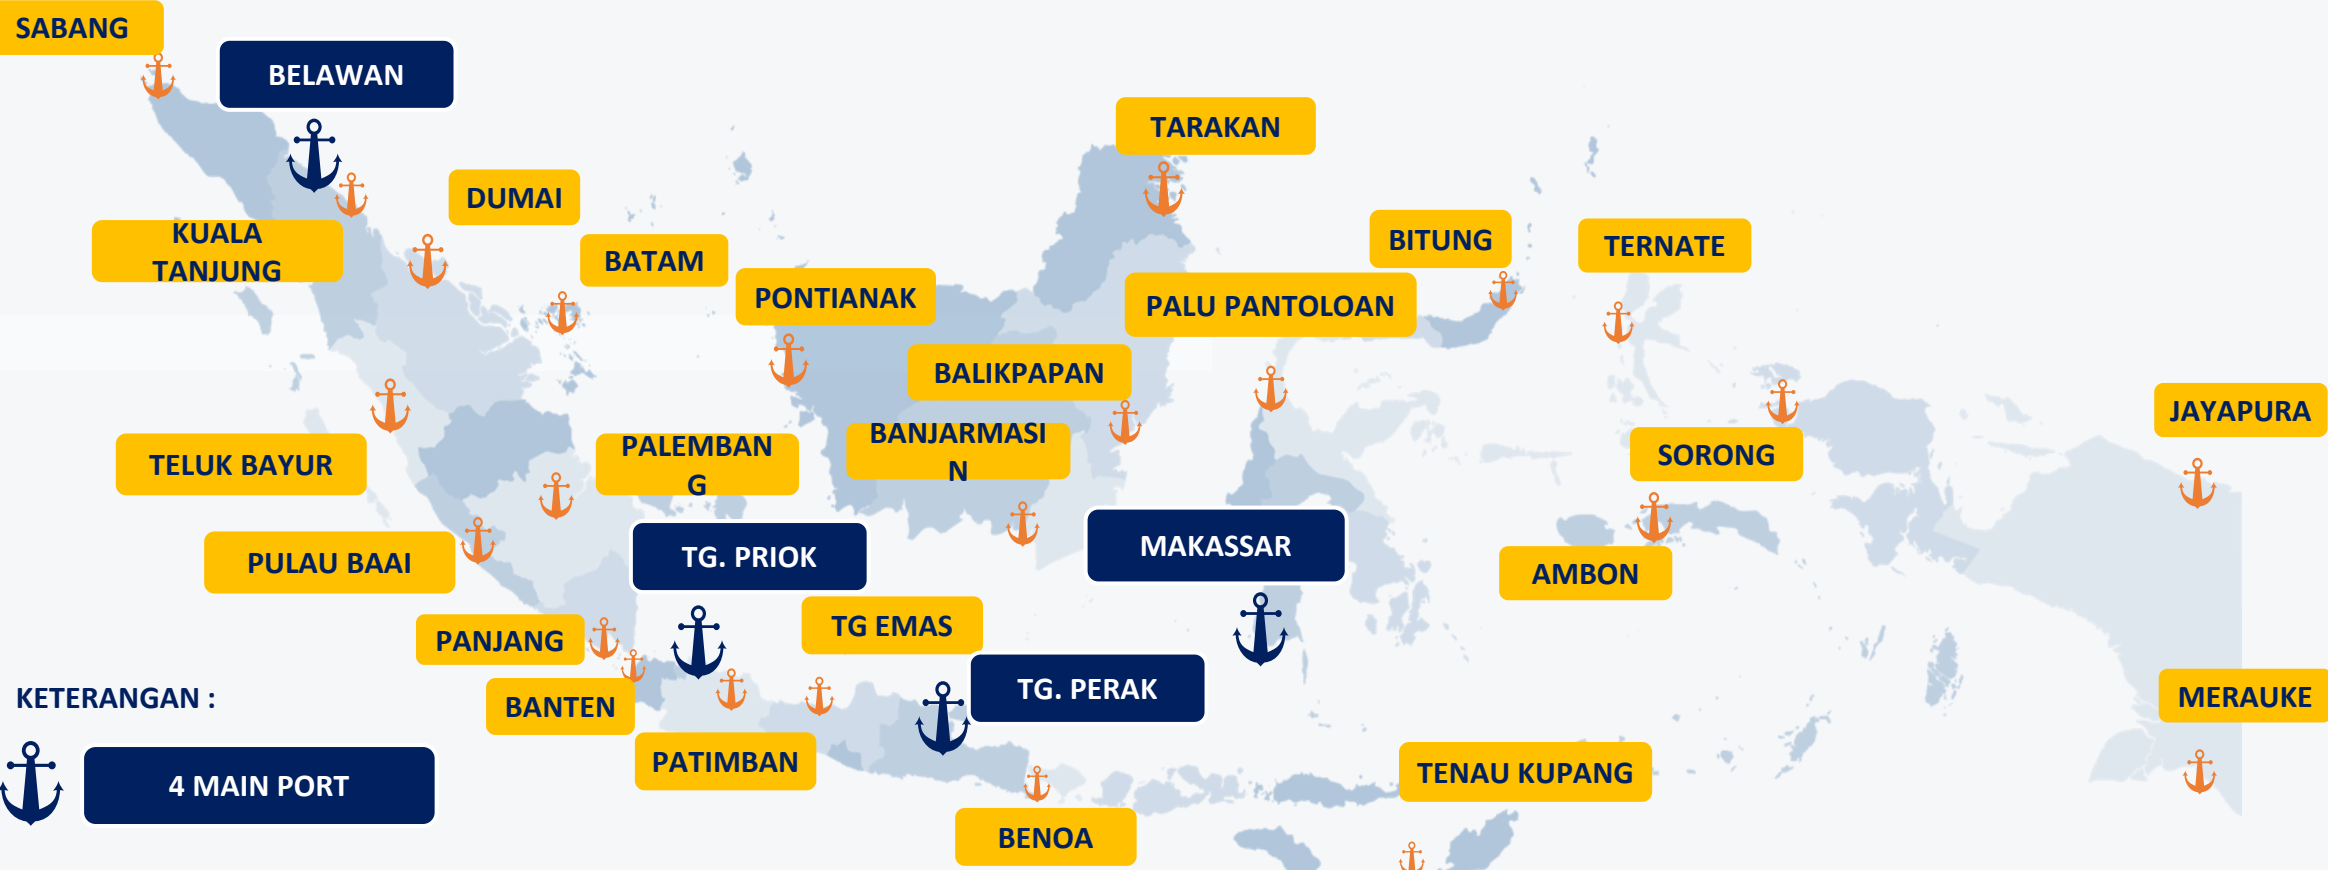 SABANG
BELAWAN
TARAKAN
DUMAI
KUALA
TANJUNG
BATAM
BITUNG
TERNATE
PONTIANAK
PALU PANTOLOAN
BALIKPAPAN
JAYAPURA
TELUK BAYUR
PALEMBAN
G
BANJARMASI
N
SORONG
PULAU BAAI
TG. PRIOK
MAKASSAR
AMBON
PANJANG
TG EMAS
BANTEN
TG. PERAK
MERAUKE
KETERANGAN :
PATIMBAN
TENAU KUPANG
4 MAIN PORT
BENOA